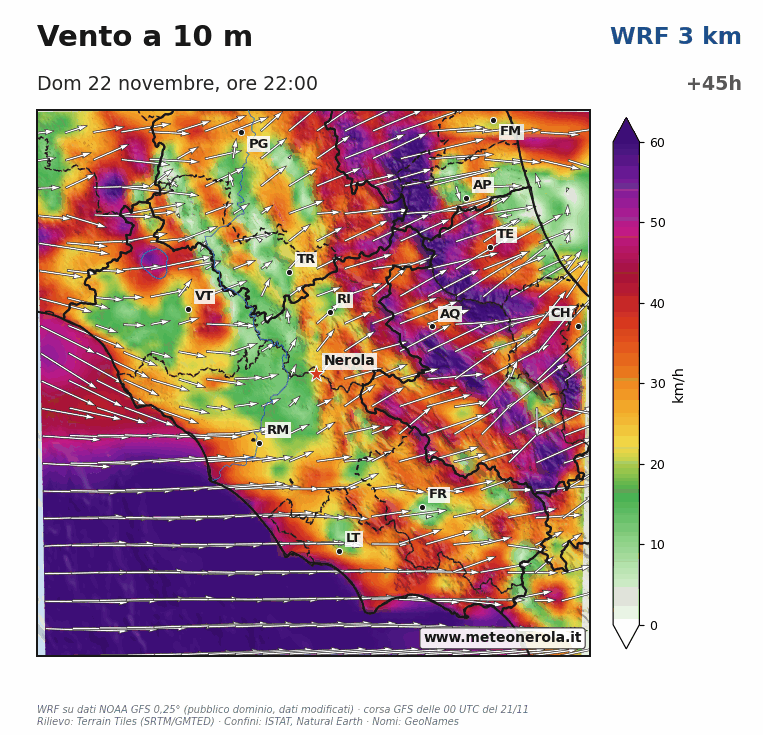 Vento a 10 m
WRF 3 km
Dom 22 novembre, ore 22:00
+45h
PG
FM
AP
TE
TR
VT
RI
AQ
CH
Nerola
RM
FR
LT
www.meteonerola.it
60
50
40
30
20
10
0
km/h
WRF su dati NOAA GFS 0,25° (pubblico dominio, dati modificati) · corsa GFS delle 00 UTC del 21/11
Rilievo: Terrain Tiles (SRTM/GMTED) · Confini: ISTAT, Natural Earth · Nomi: GeoNames